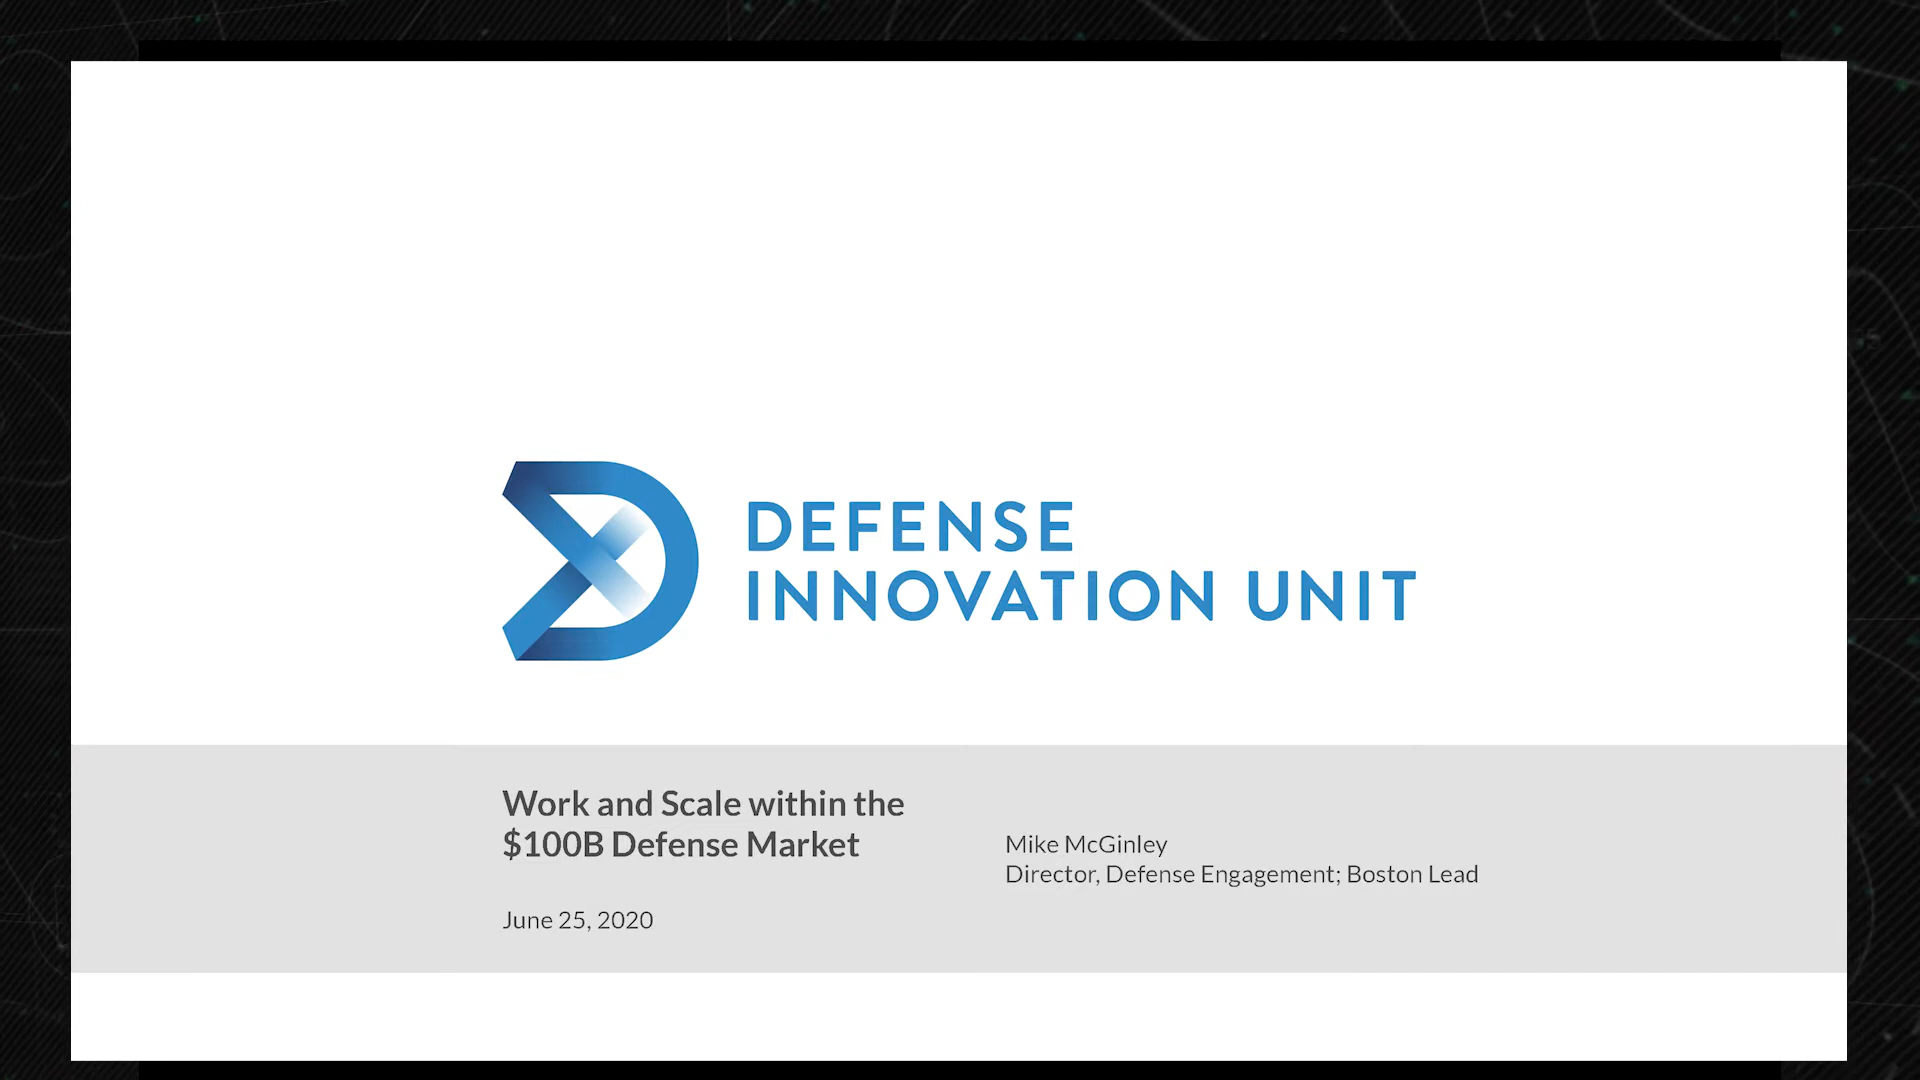 DEFENSE
INNOVATION UNIT
Work and Scale within the
$100B Defense Market
June 25, 2020
Mike McGinley
Director, Defense Engagement; Boston Lead